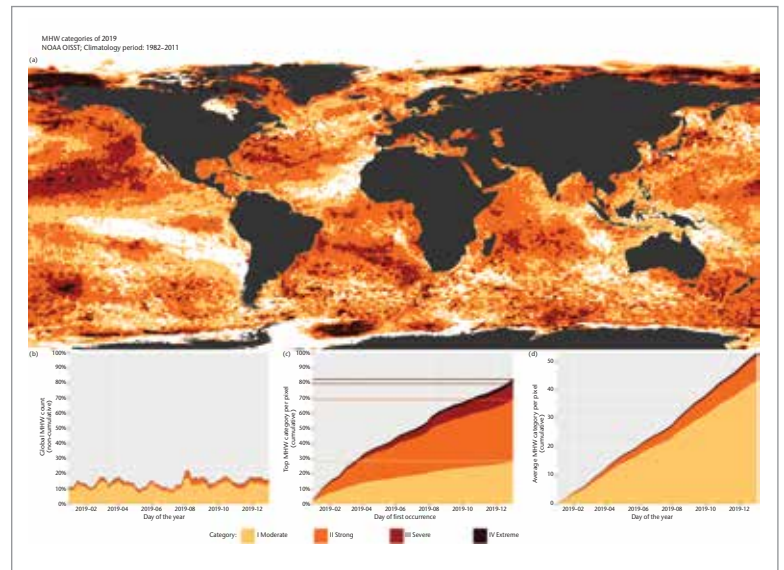 MHW categories of 2019
NOAA OISST; Climatology period: 1982–2011
(a)
(b)
100%
90%
80%
70%
60%
50%
40%
30%
20%
10%
0%
Global MHW count
(non-cumulative)
2019–02
2019–04
2019–06
2019–08
2019–10
2019–12
Day of the year
(c)
100%
90%
80%
70%
60%
50%
40%
30%
20%
10%
0%
Top MHW category per pixel
(cumulative)
2019–02
2019–04
2019–06
2019–08
2019–10
2019–12
Day of first occurrence
(d)
50
40
30
20
10
0
Average MHW category per pixel
(cumulative)
2019–02
2019–04
2019–06
2019–08
2019–10
2019–12
Day of the year
Category:
I Moderate
II Strong
III Severe
IV Extreme